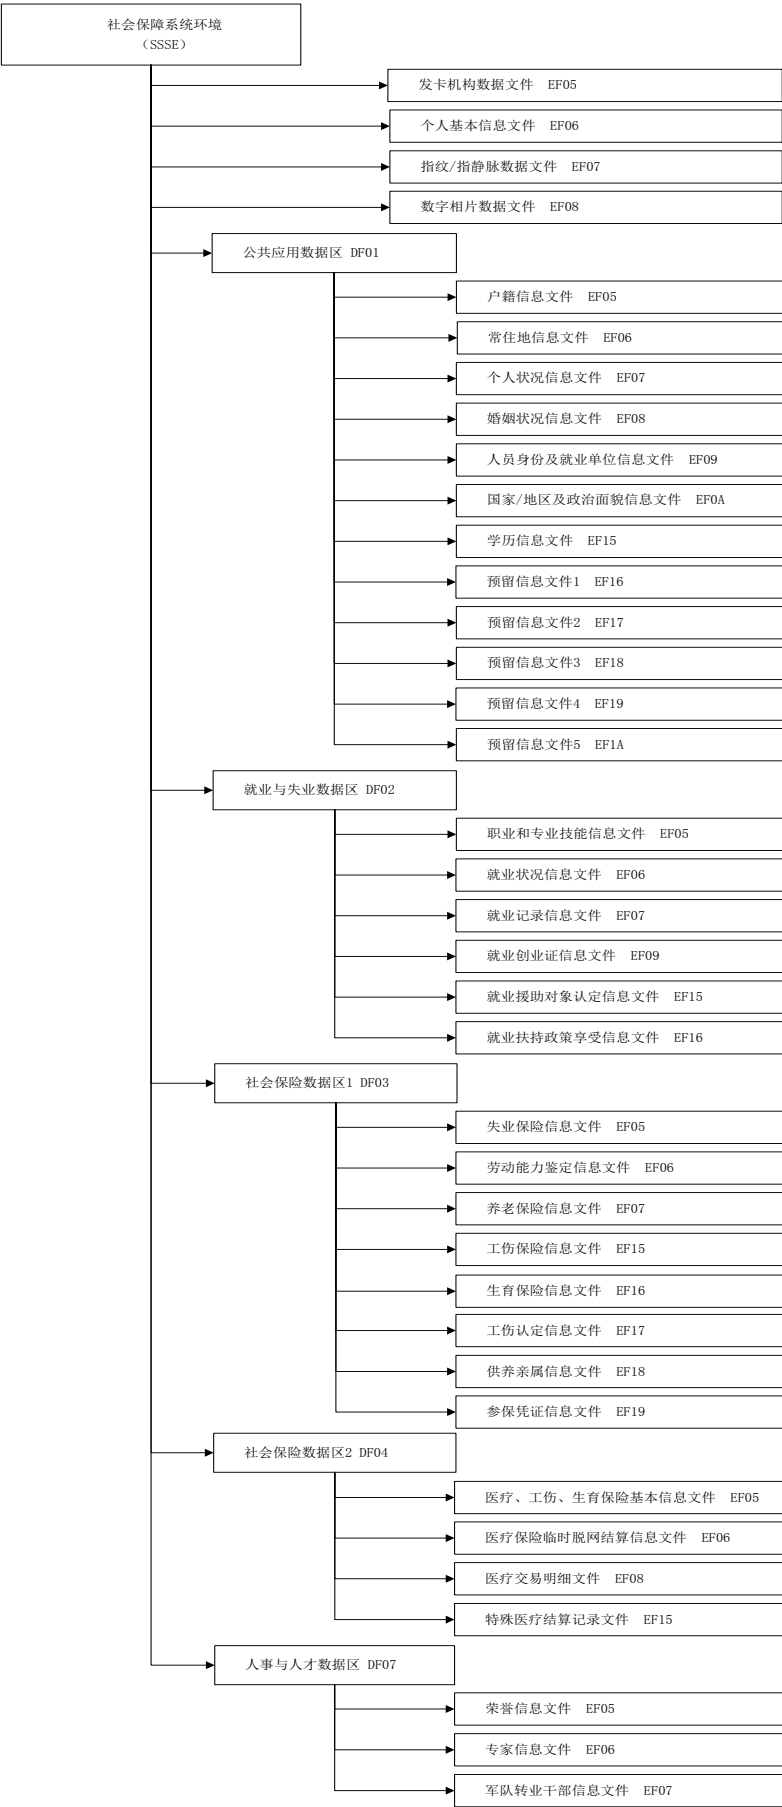 社会保障系统环境
（SSSE）
发卡机构数据文件 EF05
个人基本信息文件 EF06
指纹/指静脉数据文件 EF07
数字相片数据文件 EF08
公共应用数据区 DF01
户籍信息文件 EF05
常住地信息文件 EF06
个人状况信息文件 EF07
婚姻状况信息文件 EF08
人员身份及就业单位信息文件 EF09
国家/地区及政治面貌信息文件 EF0A
学历信息文件 EF15
预留信息文件1 EF16
预留信息文件2 EF17
预留信息文件3 EF18
预留信息文件4 EF19
预留信息文件5 EF1A
就业与失业数据区 DF02
职业和专业技能信息文件 EF05
就业状况信息文件 EF06
就业记录信息文件 EF07
就业创业证信息文件 EF09
就业援助对象认定信息文件 EF15
就业扶持政策享受信息文件 EF16
社会保险数据区1 DF03
失业保险信息文件 EF05
劳动能力鉴定信息文件 EF06
养老保险信息文件 EF07
工伤保险信息文件 EF15
生育保险信息文件 EF16
工伤认定信息文件 EF17
供养亲属信息文件 EF18
参保凭证信息文件 EF19
社会保险数据区2 DF04
医疗、工伤、生育保险基本信息文件 EF05
医疗保险临时脱网结算信息文件 EF06
医疗交易明细文件 EF08
特殊医疗结算记录文件 EF15
人事与人才数据区 DF07
荣誉信息文件 EF05
专家信息文件 EF06
军队转业干部信息文件 EF07